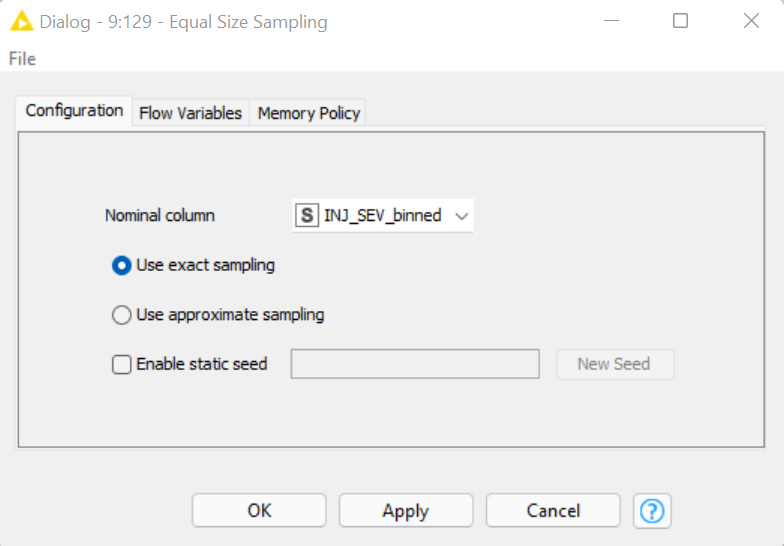 Dialog - 9:129 - Equal Size Sampling
File
Configuration Flow Variables Memory Policy
Nominal column S INJ_SEV_binned
Use exact sampling
Use approximate sampling
Enable static seed New Seed
OK Apply Cancel ?